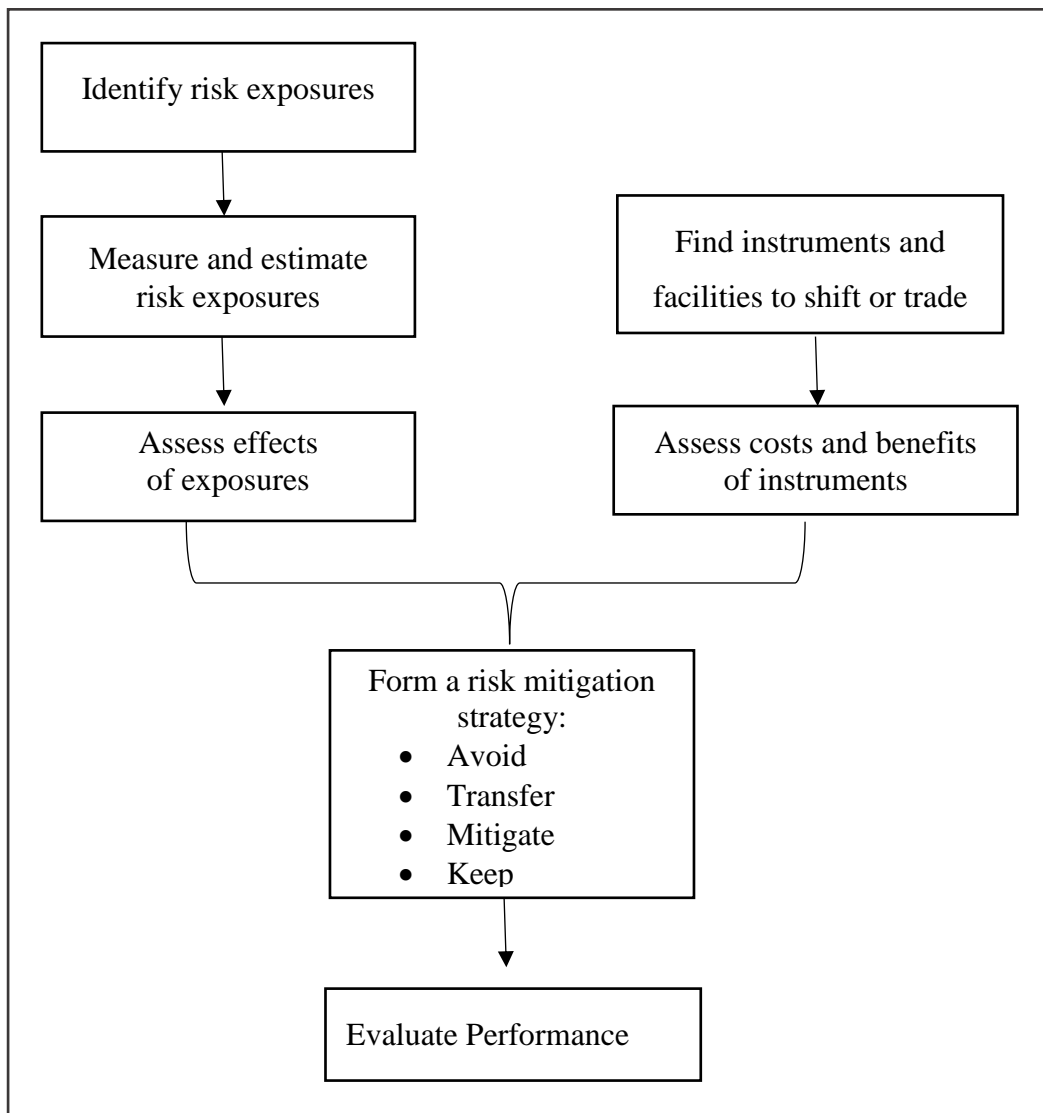 Identify risk exposures
Measure and estimate
risk exposures
Assess effects
of exposures
Find instruments and
facilities to shift or trade
Assess costs and benefits
of instruments
Form a risk mitigation
strategy:
• Avoid
• Transfer
• Mitigate
• Keep
Evaluate Performance